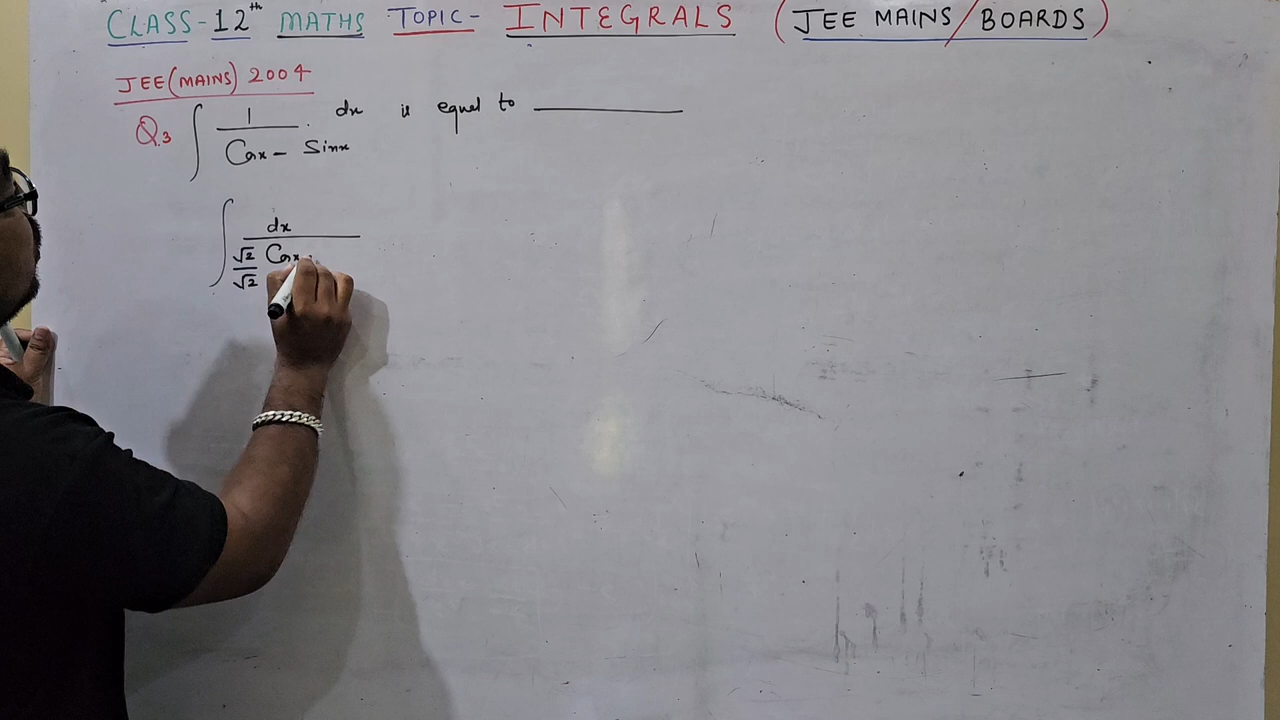 CLASS-12th MATHS TOPIC- INTEGRALS (JEE MAINS/BOARDS)
JEE(MAINS) 2004
Q.3 ∫ 1/(Cosx - Sinx) . dx is equal to ________
∫ dx/(√2/√2 Cosx